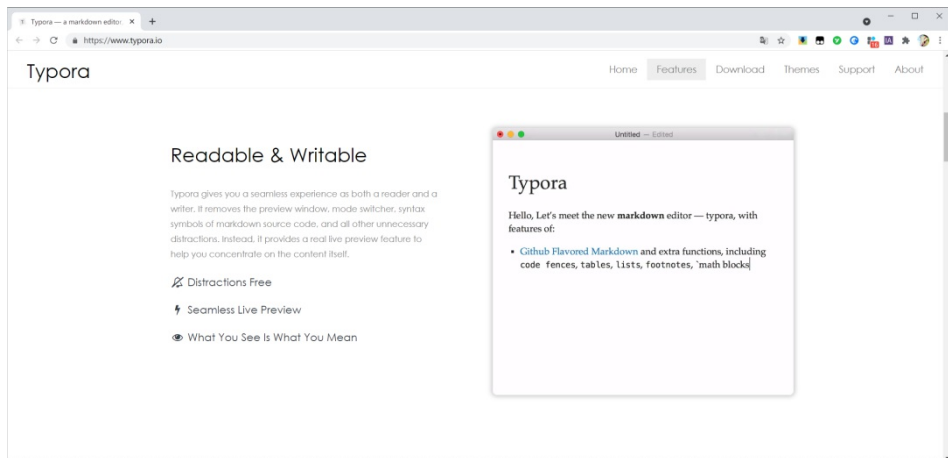 Typora — a markdown editor
https://www.typora.io
Typora
Home Features Download Themes Support About
Readable & Writable
Typora gives you a seamless experience as both a reader and a
writer. It removes the preview window, mode switcher, syntax
symbols of markdown source code, and all other unnecessary
distractions. Instead, it provides a real live preview feature to
help you concentrate on the content itself.
Distractions Free
Seamless Live Preview
What You See Is What You Mean
Untitled — Edited
Typora
Hello, Let's meet the new markdown editor — typora, with
features of:
• Github Flavored Markdown and extra functions, including
code fences, tables, lists, footnotes, `math blocks